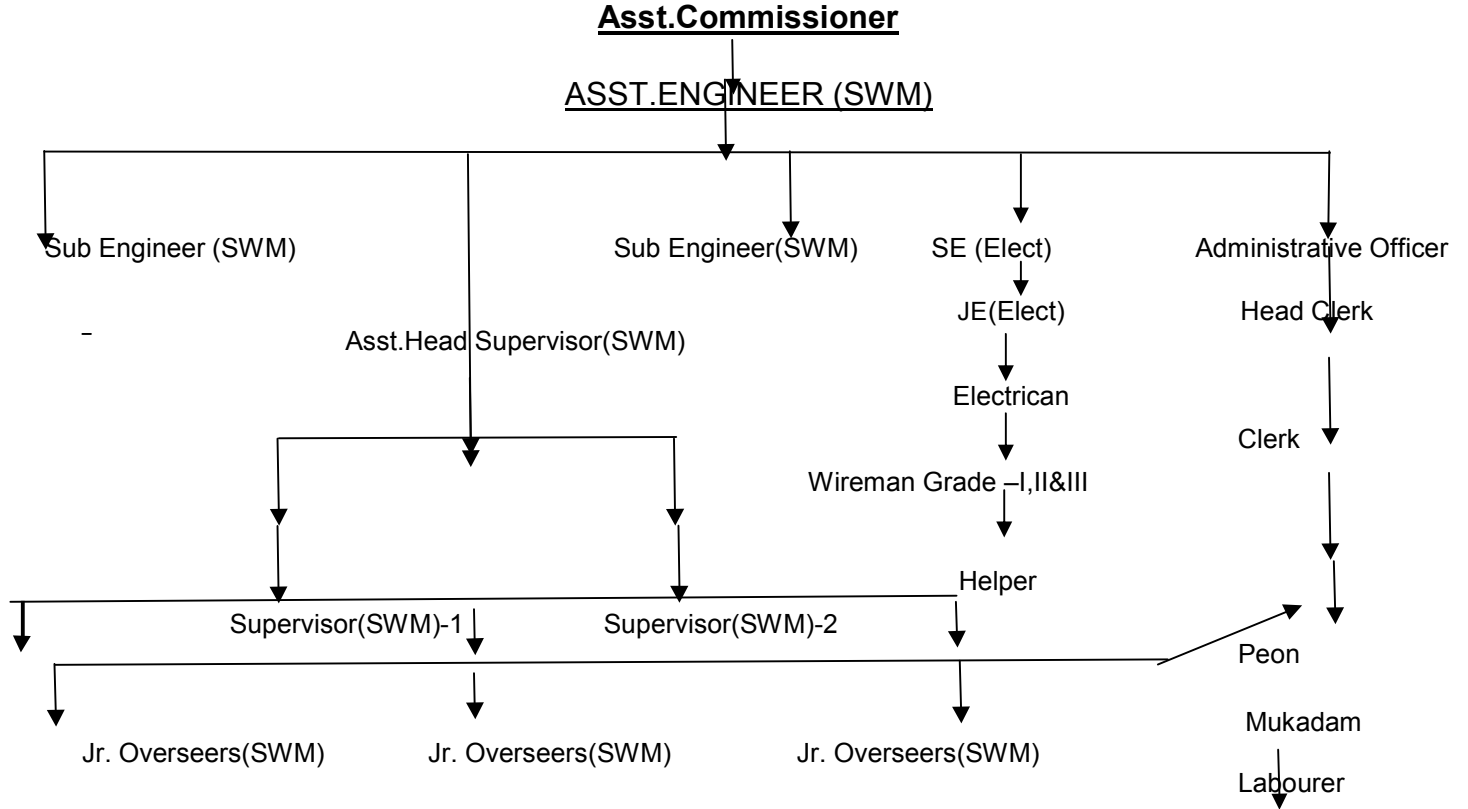 Asst.Commissioner
ASST.ENGINEER (SWM)
Sub Engineer (SWM) Sub Engineer(SWM) SE (Elect) Administrative Officer
JE(Elect) Head Clerk
–
Asst.Head Supervisor(SWM)
Electrican
Clerk
Wireman Grade –I,II&III
Helper
Supervisor(SWM)-1 Supervisor(SWM)-2
Peon
Mukadam
Jr. Overseers(SWM) Jr. Overseers(SWM) Jr. Overseers(SWM)
Labourer